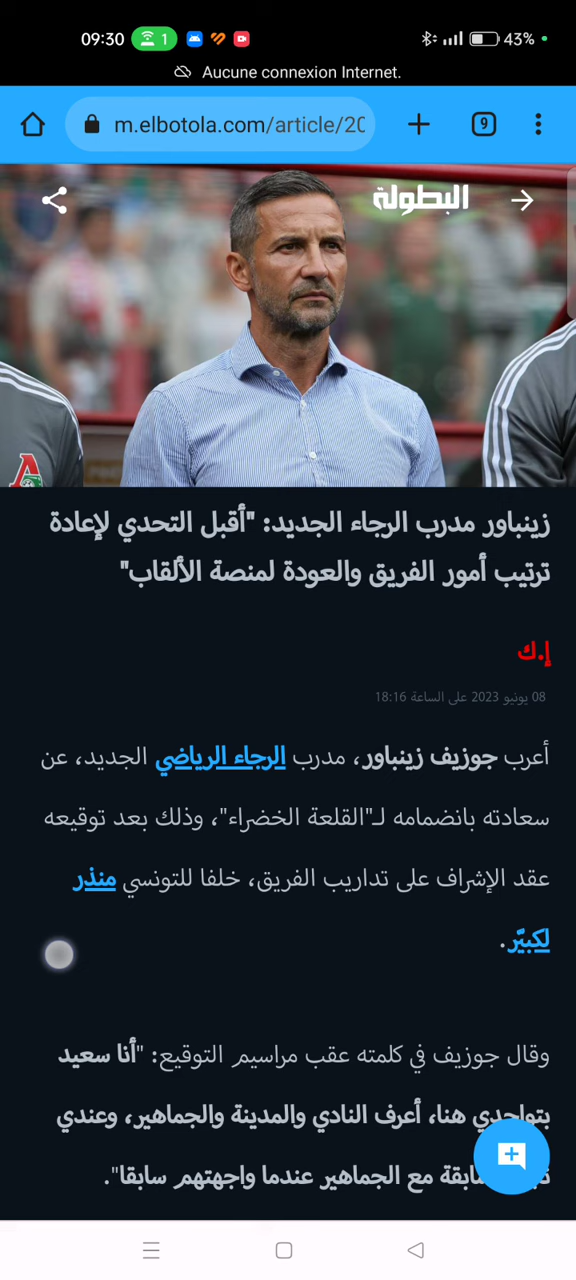 09:30
1
43%
Aucune connexion Internet.
m.elbotola.com/article/20
9
البطولة
زينباور مدرب الرجاء الجديد: "أقبل التحدي لإعادة
ترتيب أمور الفريق والعودة لمنصة الألقاب"
إ.ك
08 يونيو 2023 على الساعة 18:16
أعرب جوزيف زينباور، مدرب الرجاء الرياضي الجديد، عن
سعادته بانضمامه لـ"القلعة الخضراء"، وذلك بعد توقيعه
عقد الإشراف على تداريب الفريق، خلفا للتونسي منذر
لكبيّر.
وقال جوزيف في كلمته عقب مراسيم التوقيع: "أنا سعيد
بتواجدي هنا، أعرف النادي والمدينة والجماهير، وعندي
سابقة مع الجماهير عندما واجهتهم سابقا".